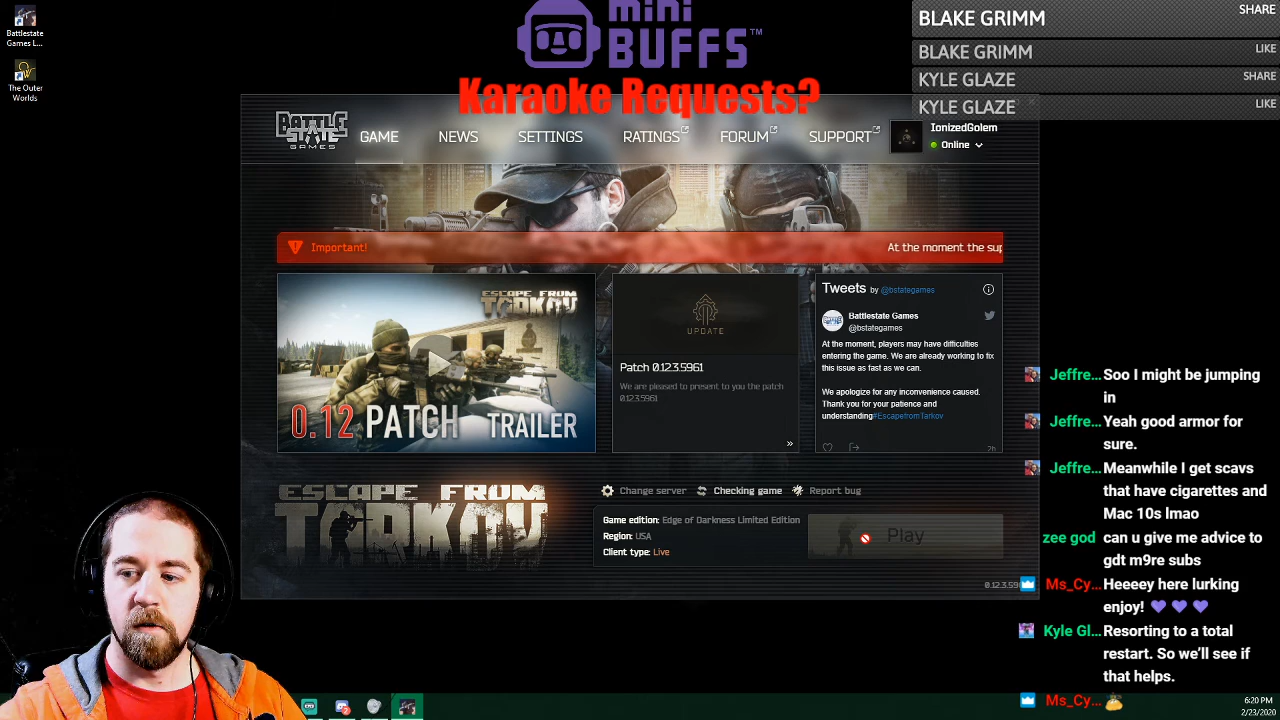 Battlestate
Games L...
The Outer
Worlds
mini
BUFFS™
Karaoke Requests?
BLAKE GRIMM SHARE
BLAKE GRIMM LIKE
KYLE GLAZE SHARE
KYLE GLAZE LIKE
BATTLE
STATE
GAMES
GAME NEWS SETTINGS RATINGS FORUM SUPPORT
IonizedGolem
Online
Important! At the moment the sup
ESCAPE FROM
TARKOV
0.12 PATCH TRAILER
UPDATE
Patch 0.12.3.5961
We are pleased to present to you the patch
0.12.3.5961
»
Tweets by @bstategames
Battlestate Games
@bstategames
At the moment, players may have difficulties
entering the game. We are already working to fix
this issue as fast as we can.
We apologize for any inconvenience caused.
Thank you for your patience and
understanding#EscapefromTarkov
2h
ESCAPE FROM
TARKOV
Change server Checking game Report bug
Game edition: Edge of Darkness Limited Edition
Region: USA
Client type: Live
Play
0.12.3.59
Jeffre... Soo I might be jumping
in
Jeffre... Yeah good armor for
sure.
Jeffre... Meanwhile I get scavs
that have cigarettes and
Mac 10s lmao
zee god can u give me advice to
gdt m9re subs
Ms_Cy... Heeeey here lurking
enjoy! 💜 💜 💜
Kyle Gl... Resorting to a total
restart. So we'll see if
that helps.
Ms_Cy...
6:20 PM
2/23/2020